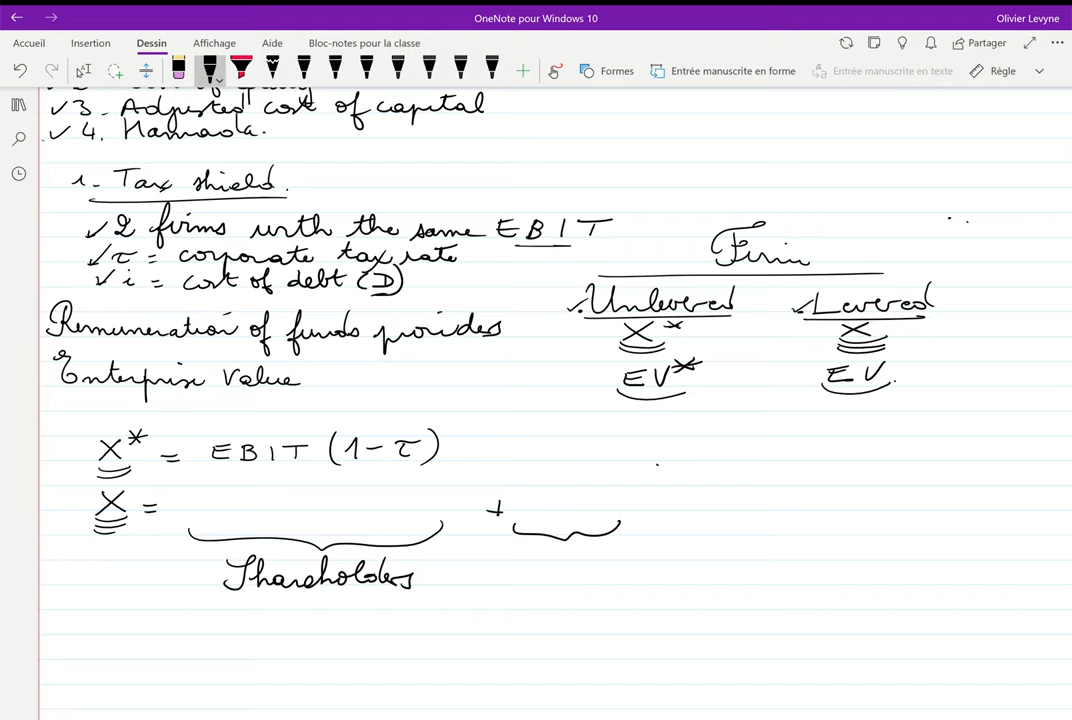 OneNote pour Windows 10
Olivier Levyne
Accueil Insertion Dessin Affichage Aide Bloc-notes pour la classe
Partager
Formes Entrée manuscrite en forme Entrée manuscrite en texte Règle
✓3. Adjusted cost of capital
✓4. Hamada.
1. Tax shield.
✓ 2 firms with the same EBIT
✓ τ = corporate tax rate
✓ i = cost of debt (D)
Firm
✓ Unlevered ✓ Levered
Remuneration of funds provides X* X
Enterprise Value EV* EV.
X* = EBIT (1-τ)
X = +
Shareholders